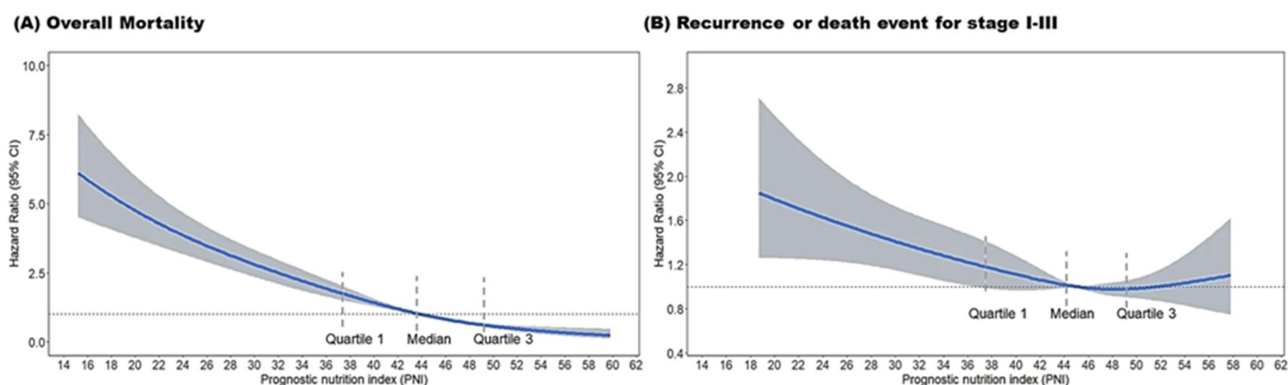 (A) Overall Mortality
10.0
7.5
5.0
2.5
0.0
Hazard Ratio (95% CI)
Quartile 1 Median Quartile 3
14 16 18 20 22 24 26 28 30 32 34 36 38 40 42 44 46 48 50 52 54 56 58 60 62
Prognostic nutrition index (PNI)
(B) Recurrence or death event for stage I-III
2.8
2.4
2.0
1.6
1.2
0.8
0.4
Hazard Ratio (95% CI)
Quartile 1 Median Quartile 3
14 16 18 20 22 24 26 28 30 32 34 36 38 40 42 44 46 48 50 52 54 56 58 60 62
Prognostic nutrition index (PNI)